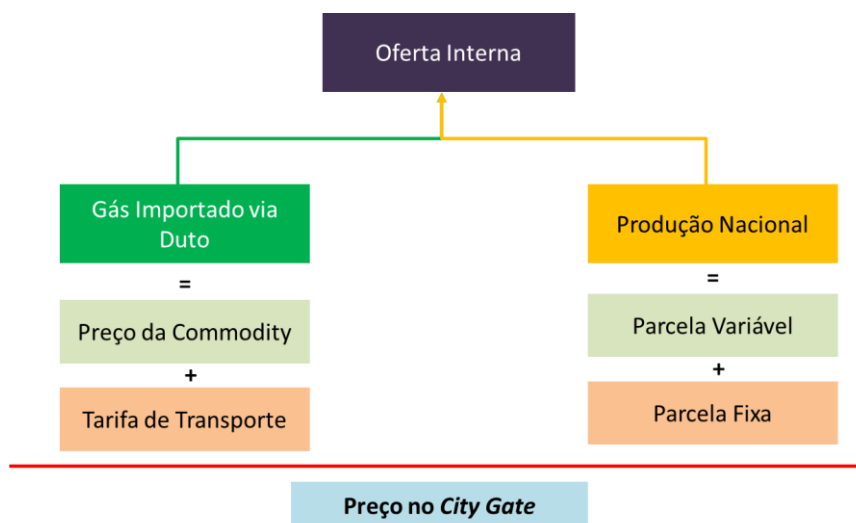 Oferta Interna
Gás Importado via
Duto
=
Preço da Commodity
+
Tarifa de Transporte
Produção Nacional
=
Parcela Variável
+
Parcela Fixa
Preço no City Gate